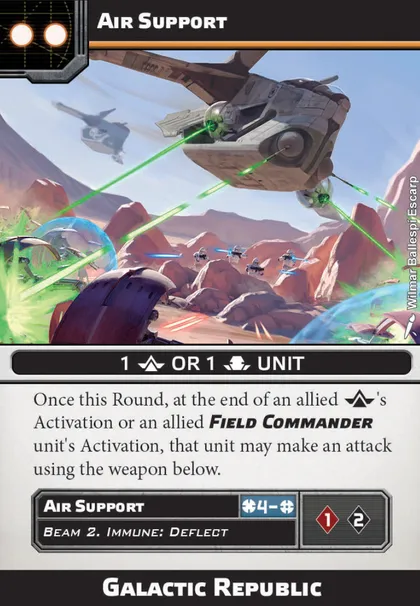 Air Support
Wilmar Ballespi Escarp
1 OR 1 UNIT
Once this Round, at the end of an allied 's
Activation or an allied Field Commander
unit's Activation, that unit may make an attack
using the weapon below.
Air Support 4-
Beam 2. Immune: Deflect
1 2
Galactic Republic